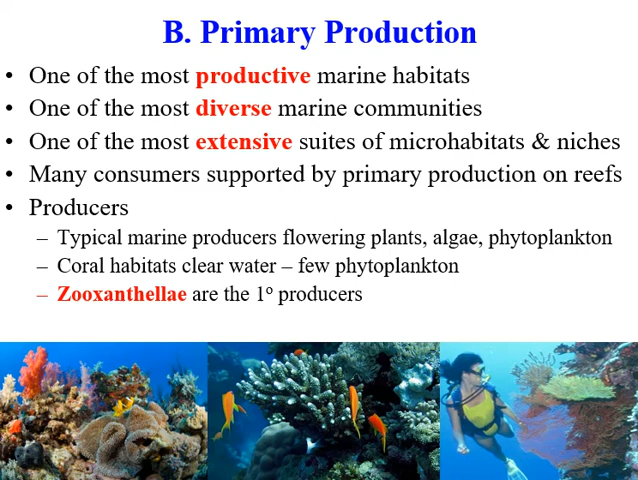 B. Primary Production
• One of the most productive marine habitats
• One of the most diverse marine communities
• One of the most extensive suites of microhabitats & niches
• Many consumers supported by primary production on reefs
• Producers
– Typical marine producers flowering plants, algae, phytoplankton
– Coral habitats clear water – few phytoplankton
– Zooxanthellae are the 1º producers